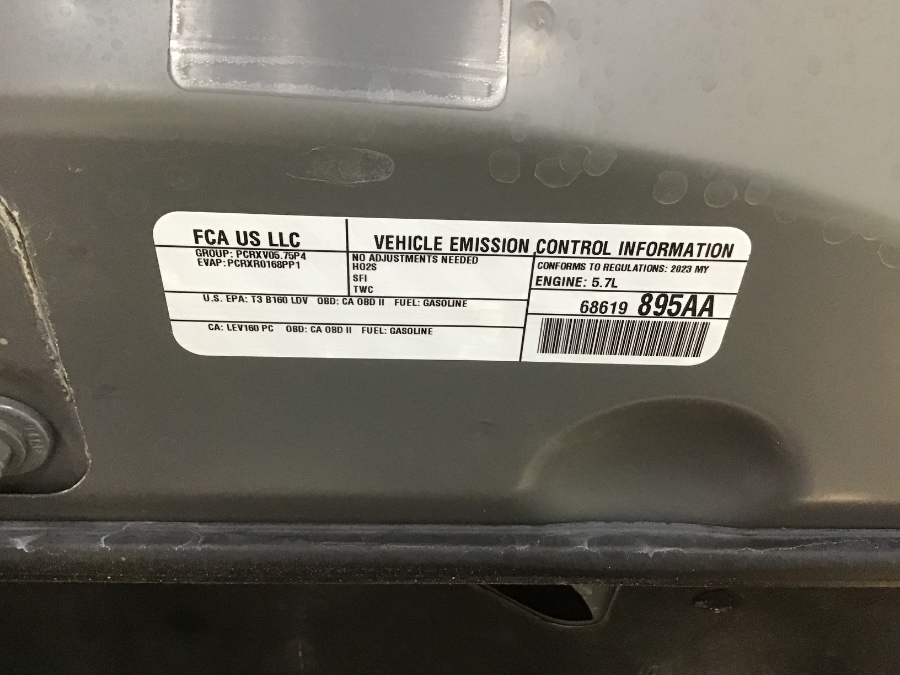 FCA US LLC
GROUP: PCRXV05.75P4
EVAP: PCRXR0168PP1
VEHICLE EMISSION CONTROL INFORMATION
NO ADJUSTMENTS NEEDED
HO2S
SFI
TWC
CONFORMS TO REGULATIONS: 2023 MY
ENGINE: 5.7L
U.S. EPA: T3 B160 LDV OBD: CA OBD II FUEL: GASOLINE
68619 895AA
CA: LEV160 PC OBD: CA OBD II FUEL: GASOLINE